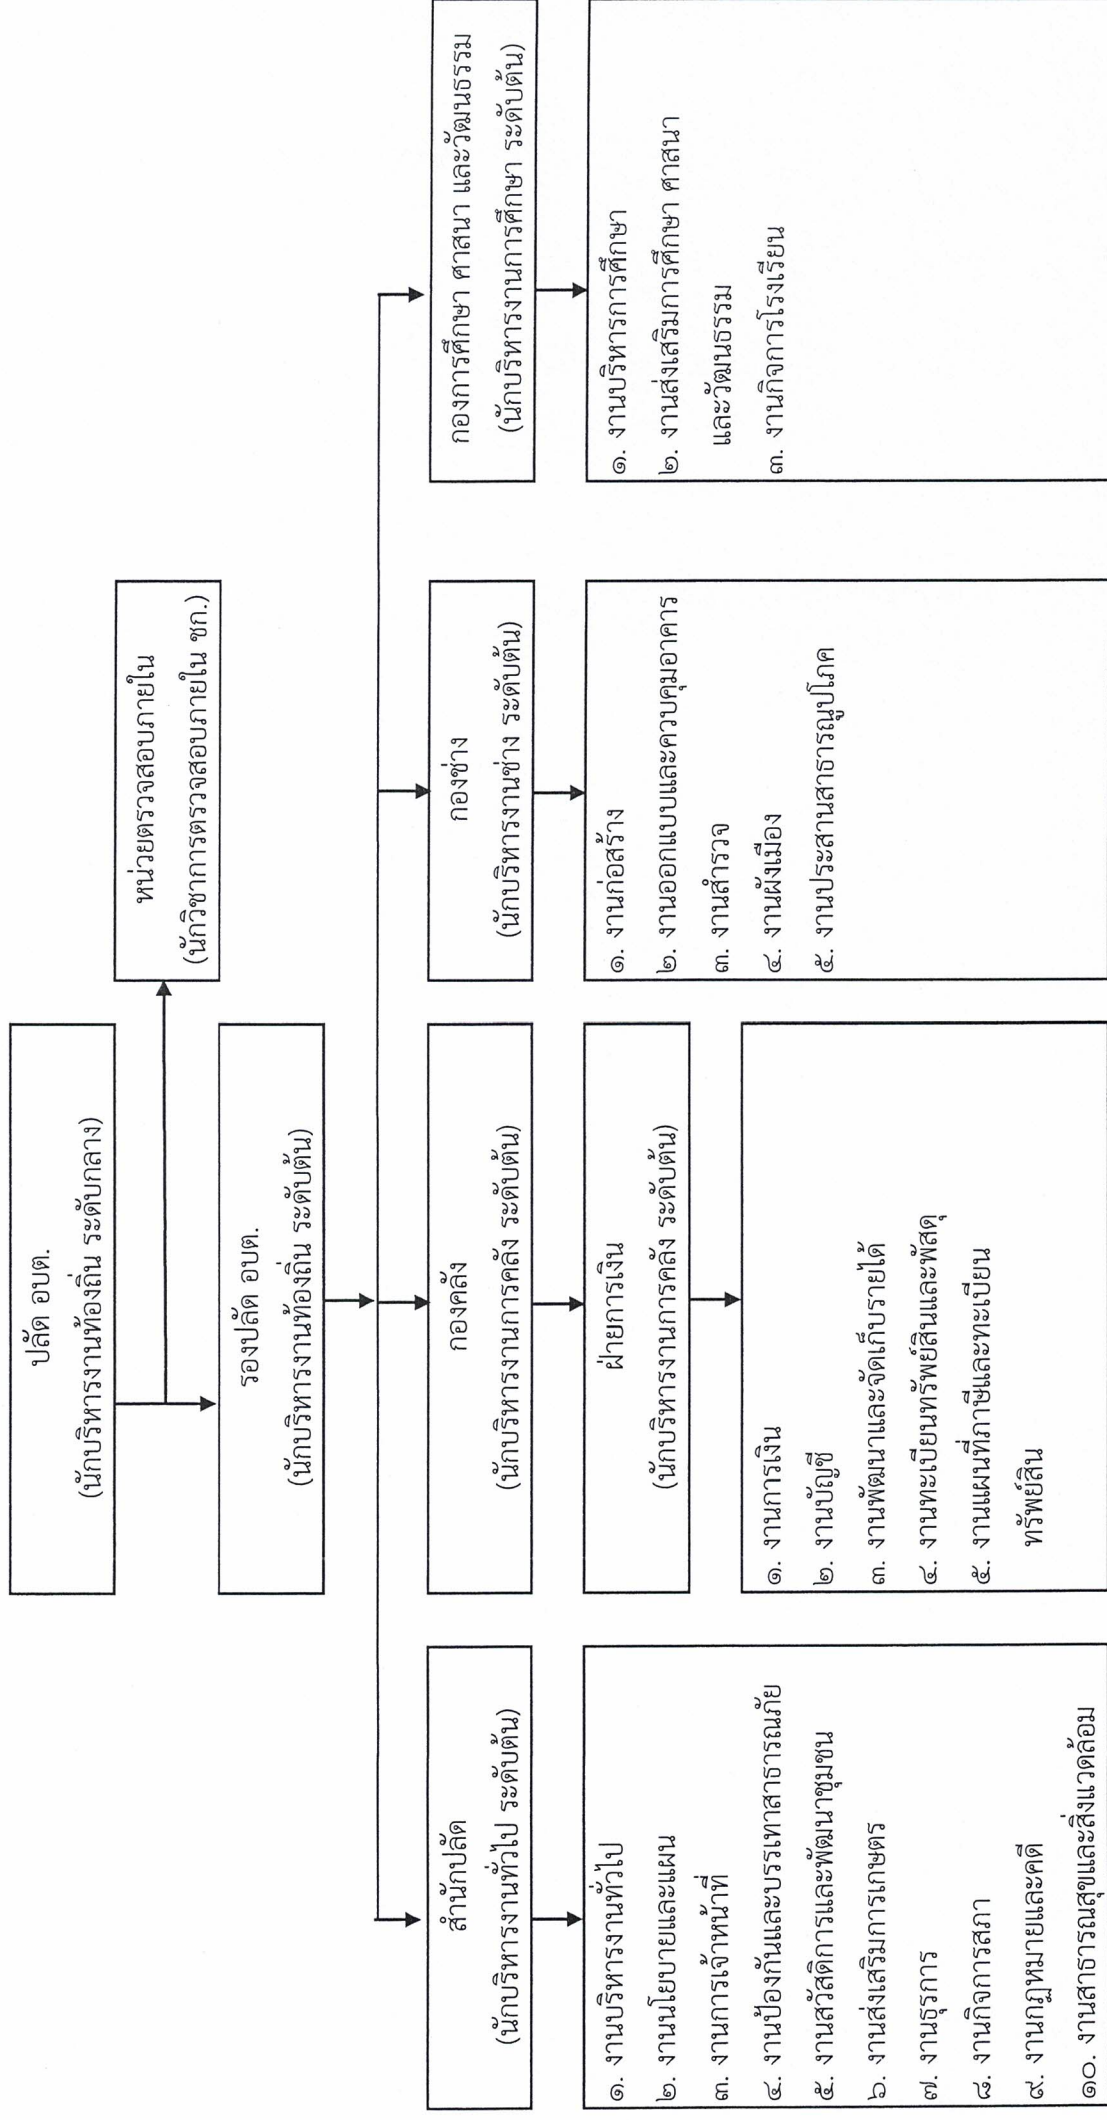 ปลัด อบต.
(นักบริหารงานท้องถิ่น ระดับกลาง)
หน่วยตรวจสอบภายใน
(นักวิชาการตรวจสอบภายใน ชก.)
รองปลัด อบต.
(นักบริหารงานท้องถิ่น ระดับต้น)
สำนักปลัด
(นักบริหารงานทั่วไป ระดับต้น)
๑. งานบริหารงานทั่วไป
๒. งานนโยบายและแผน
๓. งานการเจ้าหน้าที่
๔. งานป้องกันและบรรเทาสาธารณภัย
๕. งานสวัสดิการและพัฒนาชุมชน
๖. งานส่งเสริมการเกษตร
๗. งานธุรการ
๘. งานกิจการสภา
๙. งานกฎหมายและคดี
๑๐. งานสาธารณสุขและสิ่งแวดล้อม
กองคลัง
(นักบริหารงานการคลัง ระดับต้น)
ฝ่ายการเงิน
(นักบริหารงานการคลัง ระดับต้น)
๑. งานการเงิน
๒. งานบัญชี
๓. งานพัฒนาและจัดเก็บรายได้
๔. งานทะเบียนทรัพย์สินและพัสดุ
๕. งานแผนที่ภาษีและทะเบียน
ทรัพย์สิน
กองช่าง
(นักบริหารงานช่าง ระดับต้น)
๑. งานก่อสร้าง
๒. งานออกแบบและควบคุมอาคาร
๓. งานสำรวจ
๔. งานผังเมือง
๕. งานประสานสาธารณูปโภค
กองการศึกษา ศาสนา และวัฒนธรรม
(นักบริหารงานการศึกษา ระดับต้น)
๑. งานบริหารการศึกษา
๒. งานส่งเสริมการศึกษา ศาสนา
และวัฒนธรรม
๓. งานกิจการโรงเรียน